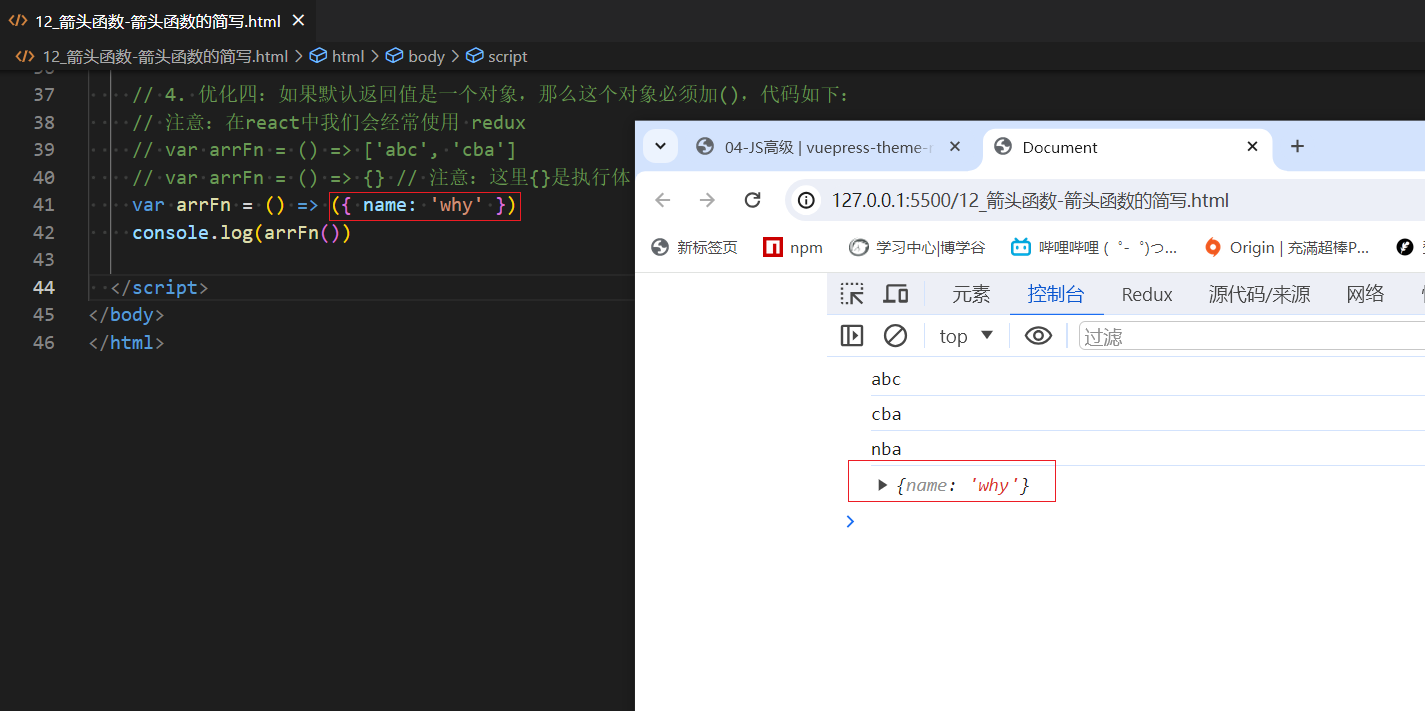 12_箭头函数-箭头函数的简写.html
12_箭头函数-箭头函数的简写.html > html > body > script
37 // 4. 优化四：如果默认返回值是一个对象，那么这个对象必须加()，代码如下：
38 // 注意：在react中我们会经常使用 redux
39 // var arrFn = () => ['abc', 'cba']
40 // var arrFn = () => {} // 注意：这里{}是执行体
41 var arrFn = () => ({ name: 'why' })
42 console.log(arrFn())
43
44 </script>
45 </body>
46 </html>
04-JS高级 | vuepress-theme-r
Document
127.0.0.1:5500/12_箭头函数-箭头函数的简写.html
新标签页 npm 学习中心|博学谷 哔哩哔哩 (゜-゜)つ... Origin | 充满超棒P...
元素 控制台 Redux 源代码/来源 网络
top 过滤
abc
cba
nba
{name: 'why'}